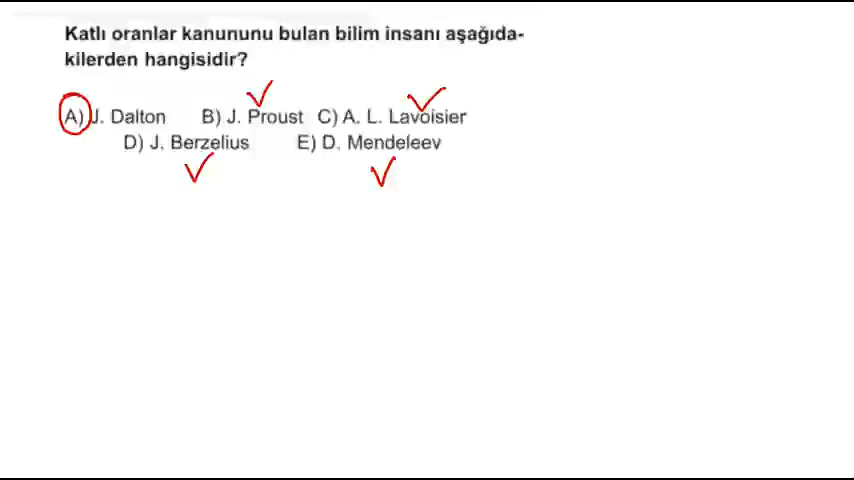 Katlı oranlar kanununu bulan bilim insanı aşağıda-
kilerden hangisidir?
A) J. Dalton B) J. Proust C) A. L. Lavoisier
D) J. Berzelius E) D. Mendeleev